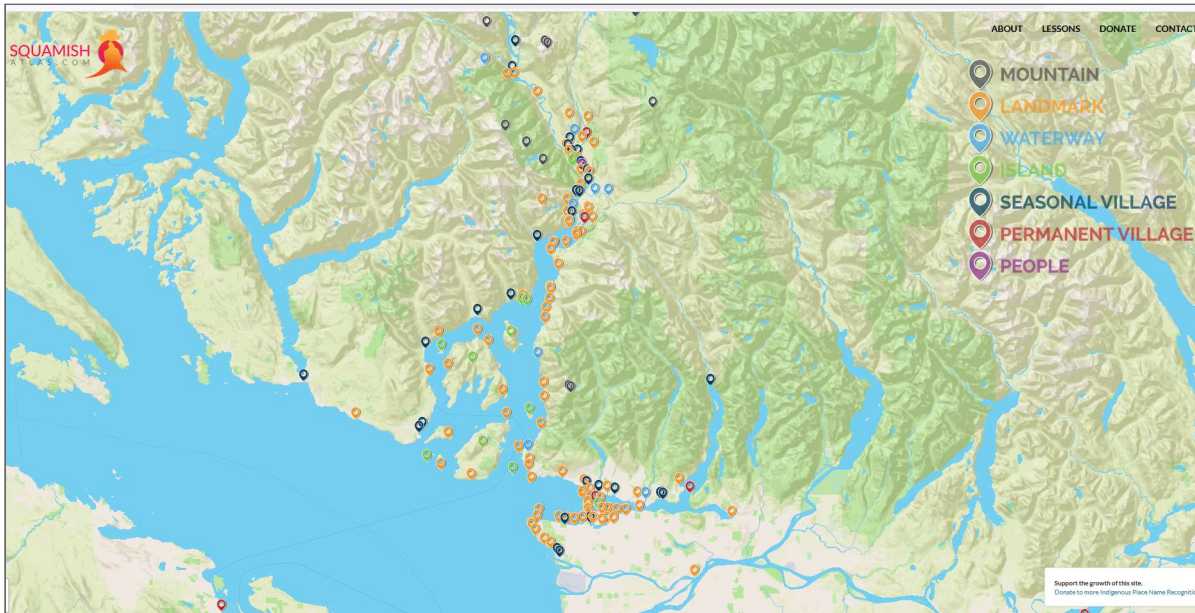 SQUAMISH
ATLAS.COM
ABOUT LESSONS DONATE CONTACT
MOUNTAIN
LANDMARK
WATERWAY
ISLAND
SEASONAL VILLAGE
PERMANENT VILLAGE
PEOPLE
Support the growth of this site.
Donate to more Indigenous Place Name Recognitio